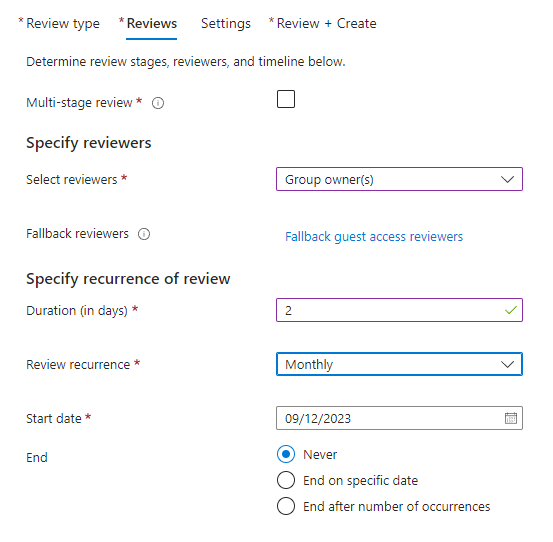 * Review type * Reviews Settings * Review + Create
Determine review stages, reviewers, and timeline below.
Multi-stage review *
Specify reviewers
Select reviewers * Group owner(s)
Fallback reviewers Fallback guest access reviewers
Specify recurrence of review
Duration (in days) * 2
Review recurrence * Monthly
Start date * 09/12/2023
End Never
End on specific date
End after number of occurrences